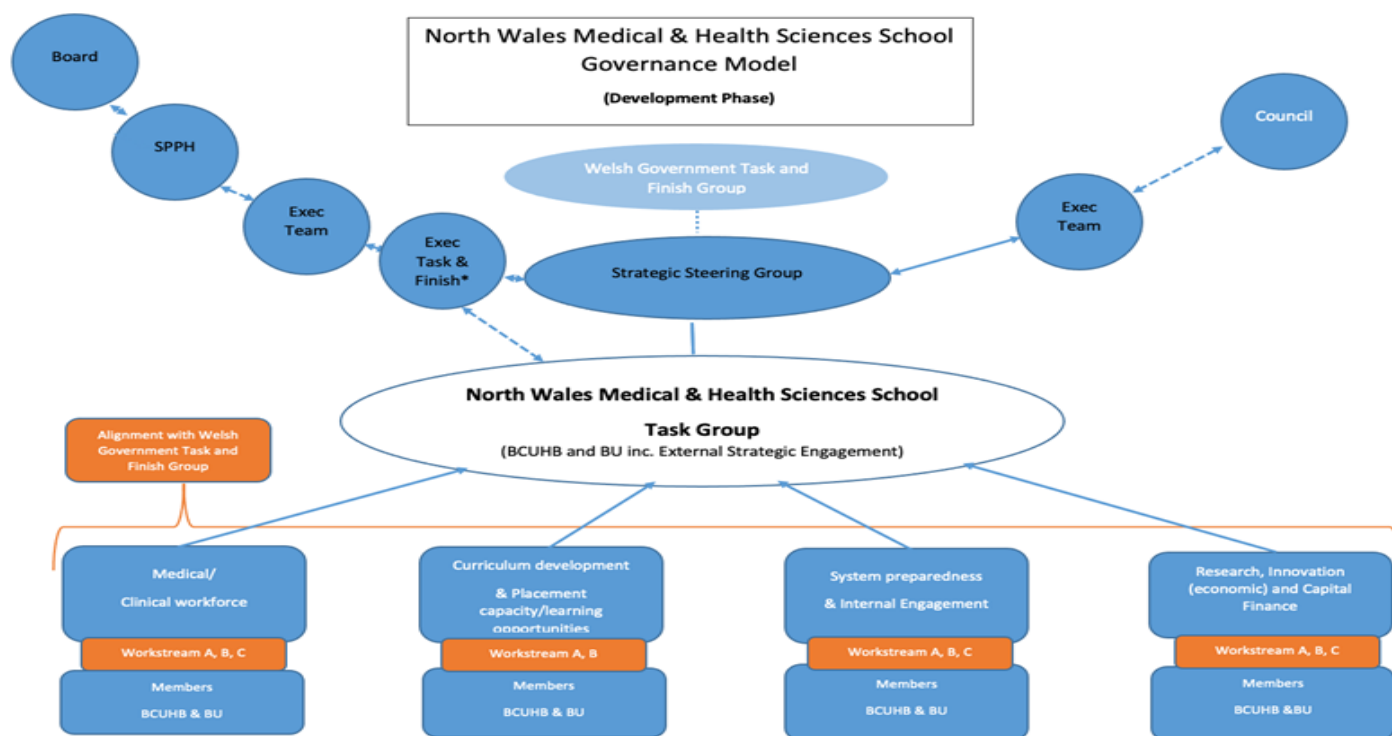 North Wales Medical & Health Sciences School
Governance Model
(Development Phase)
Board
SPPH
Exec
Team
Exec
Task &
Finish*
Welsh Government Task and
Finish Group
Strategic Steering Group
Exec
Team
Council
North Wales Medical & Health Sciences School
Task Group
(BCUHB and BU inc. External Strategic Engagement)
Alignment with Welsh
Government Task and
Finish Group
Medical/
Clinical workforce
Workstream A, B, C
Members
BCUHB & BU
Curriculum development
& Placement
capacity/learning
opportunities
Workstream A, B
Members
BCUHB & BU
System preparedness
& Internal Engagement
Workstream A, B, C
Members
BCUHB & BU
Research, Innovation
(economic) and Capital
Finance
Workstream A, B, C
Members
BCUHB &BU